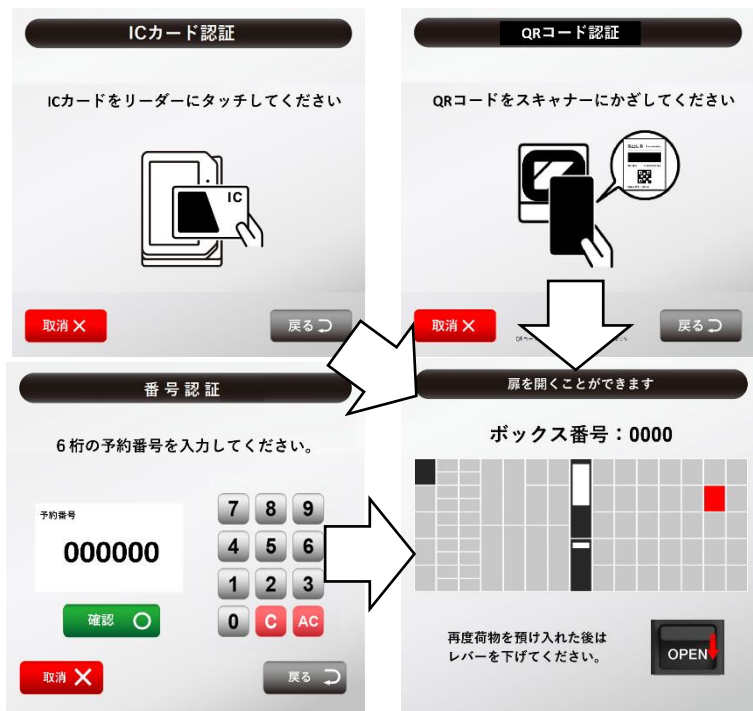 ICカード認証
ICカードをリーダーにタッチしてください
IC
取消
戻る
QRコード認証
QRコードをスキャナーにかざしてください
取消
戻る
番号認証
6桁の予約番号を入力してください。
予約番号
000000
7 8 9
4 5 6
1 2 3
0 C AC
確認
取消
戻る
扉を開くことができます
ボックス番号：0000
再度荷物を預け入れた後は
レバーを下げてください。
OPEN